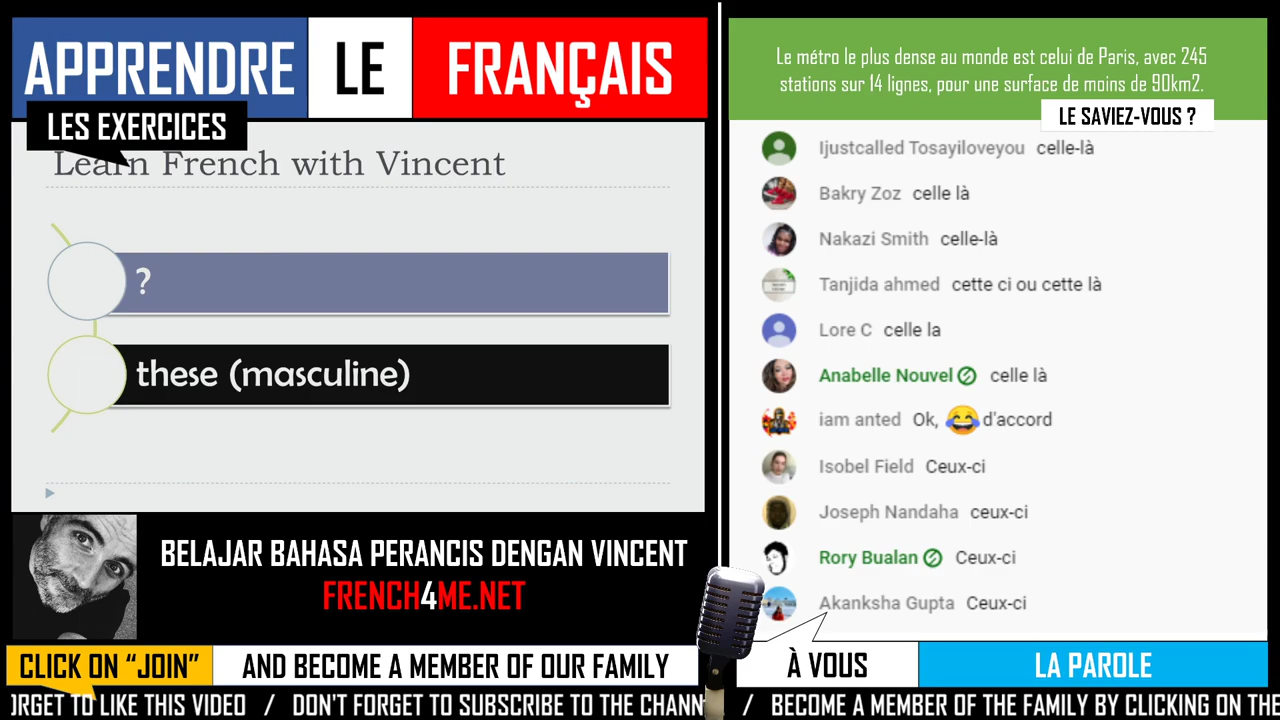 APPRENDRE LE FRANÇAIS
LES EXERCICES
Learn French with Vincent
?
these (masculine)
BELAJAR BAHASA PERANCIS DENGAN VINCENT
FRENCH4ME.NET
CLICK ON “JOIN” AND BECOME A MEMBER OF OUR FAMILY
Le métro le plus dense au monde est celui de Paris, avec 245
stations sur 14 lignes, pour une surface de moins de 90km2.
LE SAVIEZ-VOUS ?
Ijustcalled Tosayiloveyou celle-là
Bakry Zoz celle là
Nakazi Smith celle-là
Tanjida ahmed cette ci ou cette là
Lore C celle la
Anabelle Nouvel celle là
iam anted Ok, 😂 d'accord
Isobel Field Ceux-ci
Joseph Nandaha ceux-ci
Rory Bualan Ceux-ci
Akanksha Gupta Ceux-ci
À VOUS LA PAROLE
ORGET TO LIKE THIS VIDEO / DON'T FORGET TO SUBSCRIBE TO THE CHANN / BECOME A MEMBER OF THE FAMILY BY CLICKING ON THE